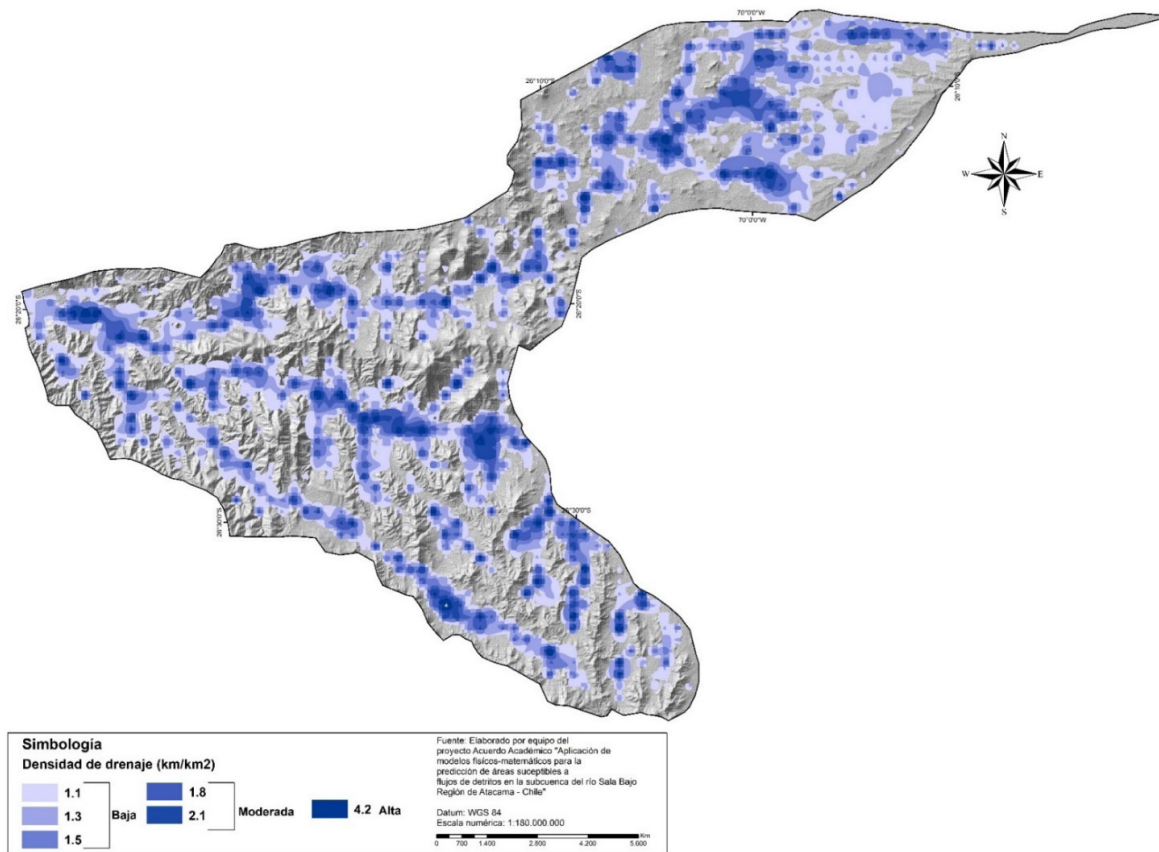 70°0'0"W
26°10'0"S
26°10'0"S
N
W
E
S
70°0'0"W
26°20'0"S
26°20'0"S
26°30'0"S
26°30'0"S
Simbología
Densidad de drenaje (km/km2)
1.1
1.3
1.5
Baja
1.8
2.1
Moderada
4.2 Alta
Fuente: Elaborado por equipo del
proyecto Acuerdo Académico "Aplicación de
modelos fisícos-matemáticos para la
predicción de áreas suceptibles a
flujos de detritos en la subcuenca del río Sala Bajo
Región de Atacama - Chile"
Datum: WGS 84
Escala numérica: 1:180.000.000
Km
0 700 1.400 2.800 4.200 5.600